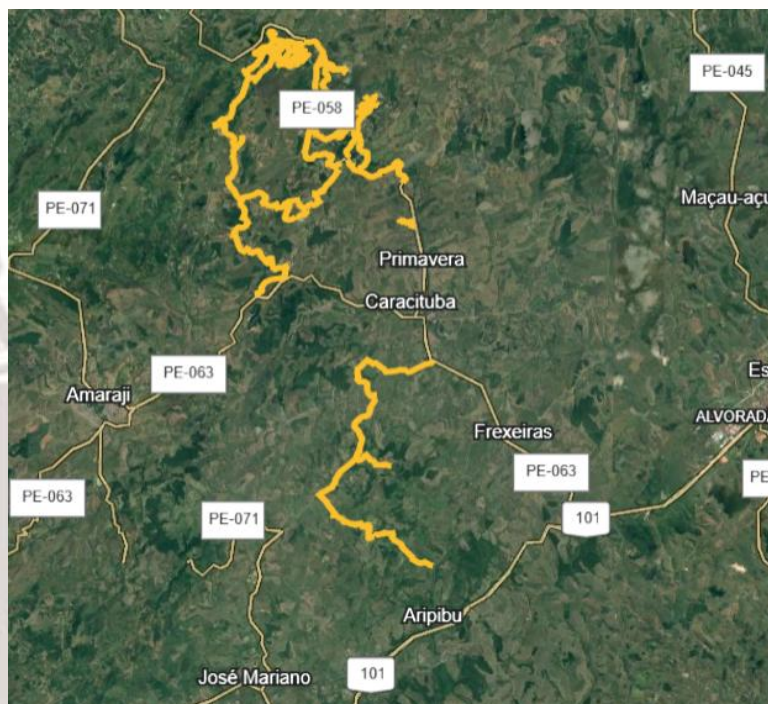 PE-045
PE-058
PE-071
Maçau-açu
Primavera
Caracituba
PE-063
Es
Amaraji
ALVORADA
Frexeiras
PE-063
PE
PE-063
PE-071
101
Aripibu
101
José Mariano